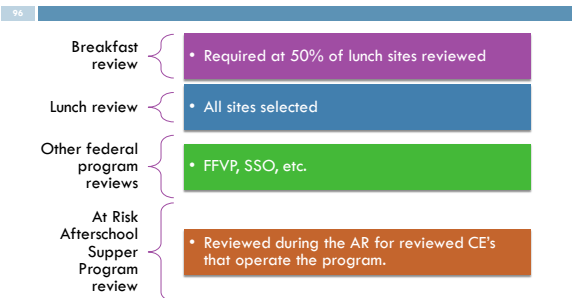 96
Breakfast
review
• Required at 50% of lunch sites reviewed
Lunch review
• All sites selected
Other federal
program
reviews
• FFVP, SSO, etc.
At Risk
Afterschool
Supper
Program
review
• Reviewed during the AR for reviewed CE's
that operate the program.